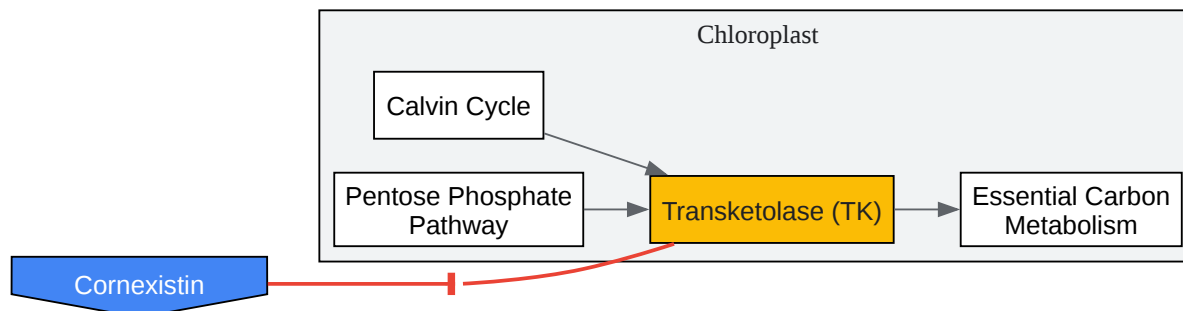 Chloroplast
Calvin Cycle
Pentose Phosphate
Pathway
Transketolase (TK)
Essential Carbon
Metabolism
Cornexistin